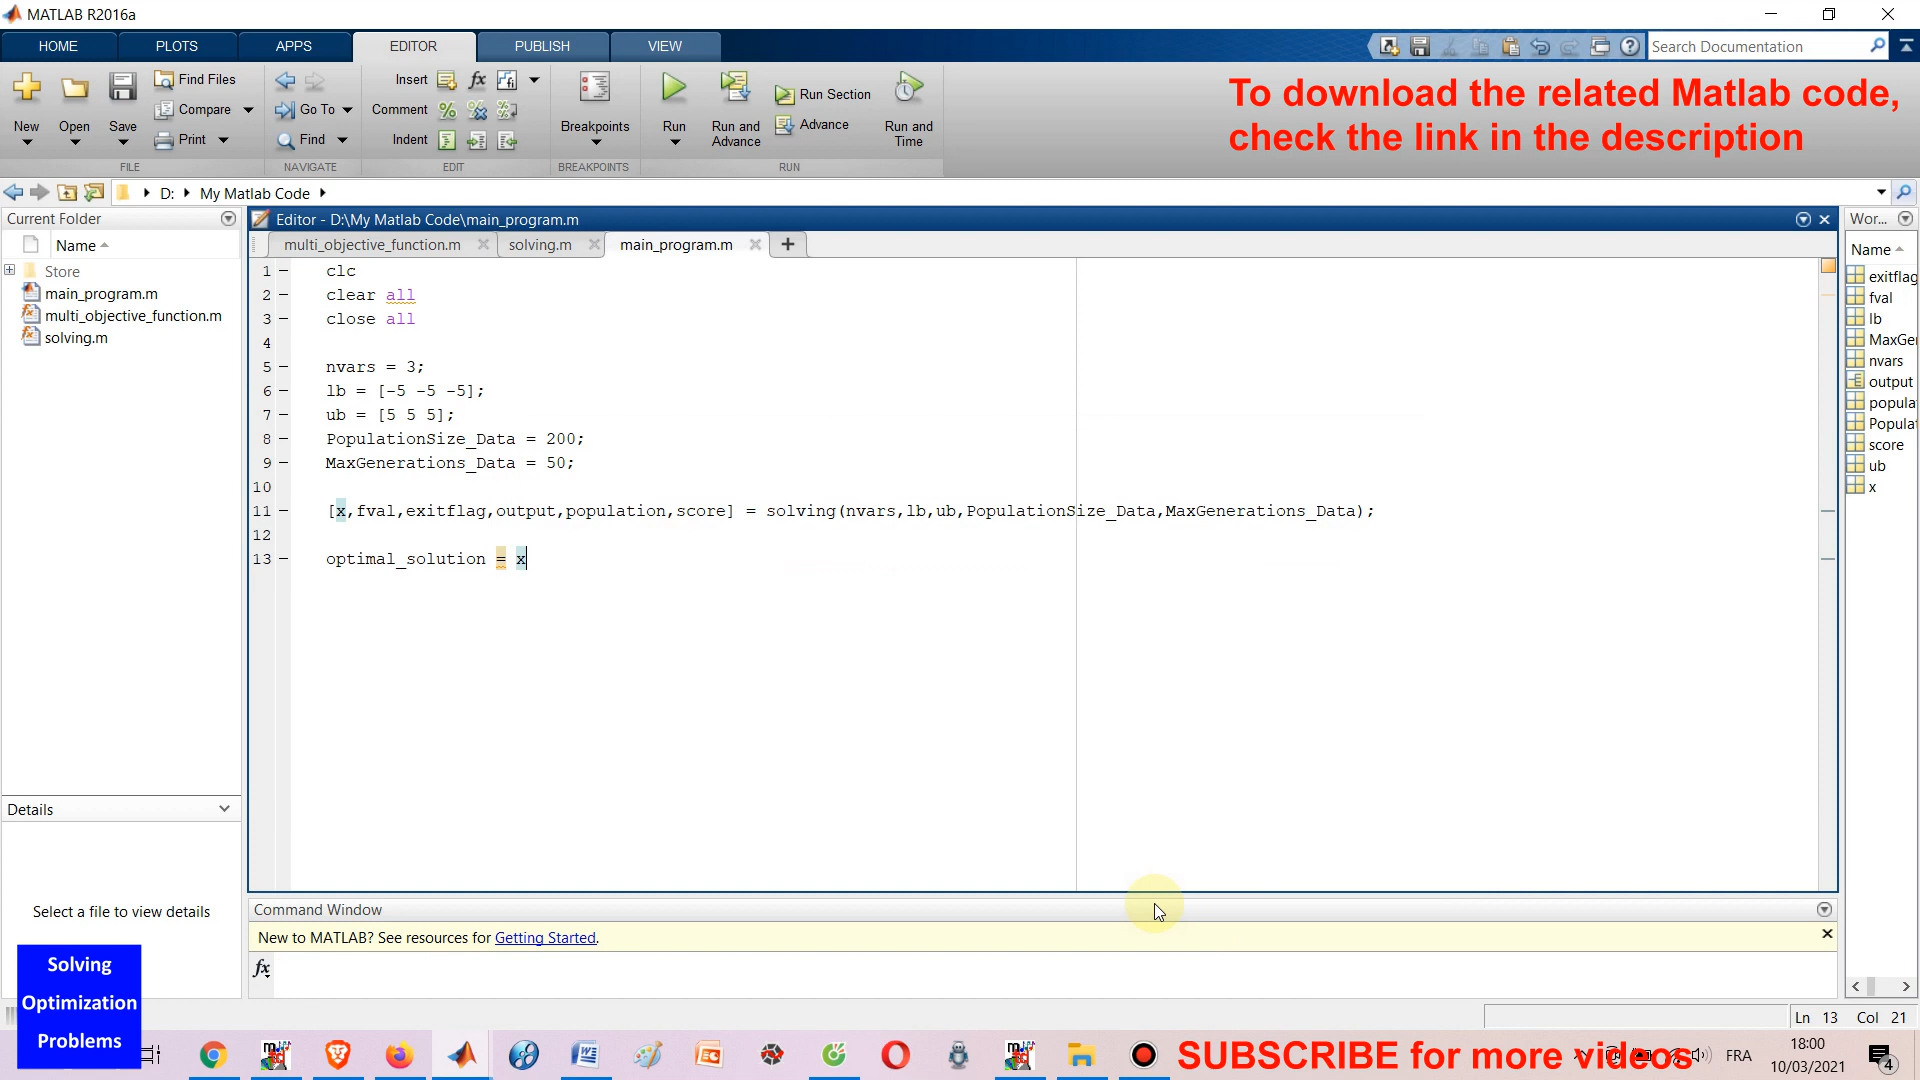 MATLAB R2016a
HOME PLOTS APPS EDITOR PUBLISH VIEW
Search Documentation
New Open Save
Find Files
Compare
Print
FILE
Go To
Find
NAVIGATE
Insert
Comment
Indent
EDIT
Breakpoints
BREAKPOINTS
Run
Run and Advance
Run Section
Advance
Run and Time
RUN
To download the related Matlab code,
check the link in the description
D: My Matlab Code
Current Folder
Name
Store
main_program.m
multi_objective_function.m
solving.m
Details
Select a file to view details
Editor - D:\My Matlab Code\main_program.m
multi_objective_function.m solving.m main_program.m
1 clc
2 clear all
3 close all
4
5 nvars = 3;
6 lb = [-5 -5 -5];
7 ub = [5 5 5];
8 PopulationSize_Data = 200;
9 MaxGenerations_Data = 50;
10
11 [x,fval,exitflag,output,population,score] = solving(nvars,lb,ub,PopulationSize_Data,MaxGenerations_Data);
12
13 optimal_solution = x
Wor...
Name
exitflag
fval
lb
MaxGe
nvars
output
popula
Popula
score
ub
x
Command Window
New to MATLAB? See resources for Getting Started.
fx
Ln 13 Col 21
Solving
Optimization
Problems
SUBSCRIBE for more videos
FRA
18:00
10/03/2021
4